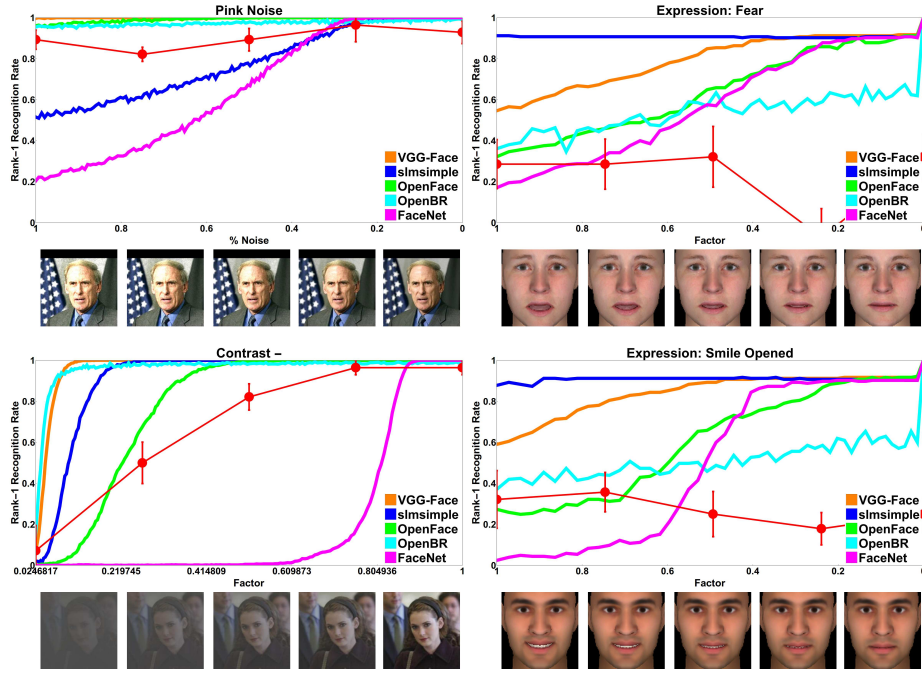 Pink Noise
Rank−1 Recognition Rate
1
0.8
0.6
0.4
0.2
0
VGG-Face
slmsimple
OpenFace
OpenBR
FaceNet
1 0.8 0.6 0.4 0.2 0
% Noise
Expression: Fear
Rank−1 Recognition Rate
1
0.8
0.6
0.4
0.2
0
VGG-Face
slmsimple
OpenFace
OpenBR
FaceNet
1 0.8 0.6 0.4 0.2
Factor
Contrast −
Rank−1 Recognition Rate
1
0.8
0.6
0.4
0.2
0
VGG-Face
slmsimple
OpenFace
OpenBR
FaceNet
0.0246817 0.219745 0.414809 0.609873 0.804936 1
Factor
Expression: Smile Opened
Rank−1 Recognition Rate
1
0.8
0.6
0.4
0.2
0
VGG-Face
slmsimple
OpenFace
OpenBR
FaceNet
1 0.8 0.6 0.4 0.2
Factor